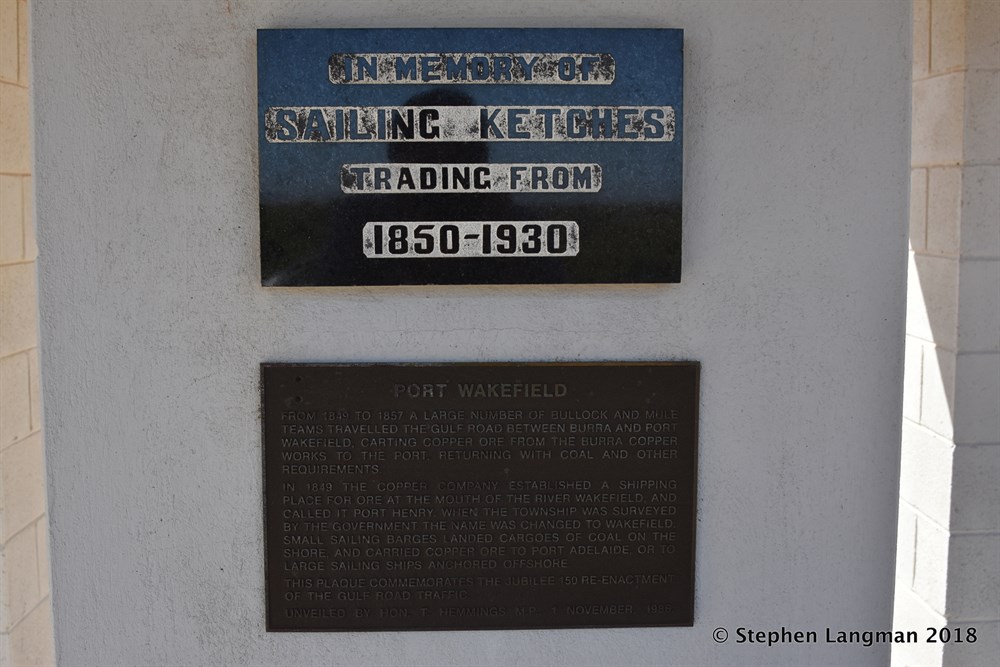 IN MEMORY OF
SAILING KETCHES
TRADING FROM
1850-1930
PORT WAKEFIELD
FROM 1849 TO 1857 A LARGE NUMBER OF BULLOCK AND MULE
TEAMS TRAVELLED THE GULF ROAD BETWEEN BURRA AND PORT
WAKEFIELD, CARTING COPPER ORE FROM THE BURRA COPPER
WORKS TO THE PORT, RETURNING WITH COAL AND OTHER
REQUIREMENTS.
IN 1849 THE COPPER COMPANY ESTABLISHED A SHIPPING
PLACE FOR ORE AT THE MOUTH OF THE RIVER WAKEFIELD, AND
CALLED IT PORT HENRY. WHEN THE TOWNSHIP WAS SURVEYED
BY THE GOVERNMENT THE NAME WAS CHANGED TO WAKEFIELD.
SMALL SAILING BARGES LANDED CARGOES OF COAL ON THE
SHORE, AND CARRIED COPPER ORE TO PORT ADELAIDE, OR TO
LARGE SAILING SHIPS ANCHORED OFFSHORE.
THIS PLAQUE COMMEMORATES THE JUBILEE 150 RE-ENACTMENT
OF THE GULF ROAD TRAFFIC.
UNVEILED BY HON. T. HEMMINGS M.P. 1 NOVEMBER, 1986.
© Stephen Langman 2018